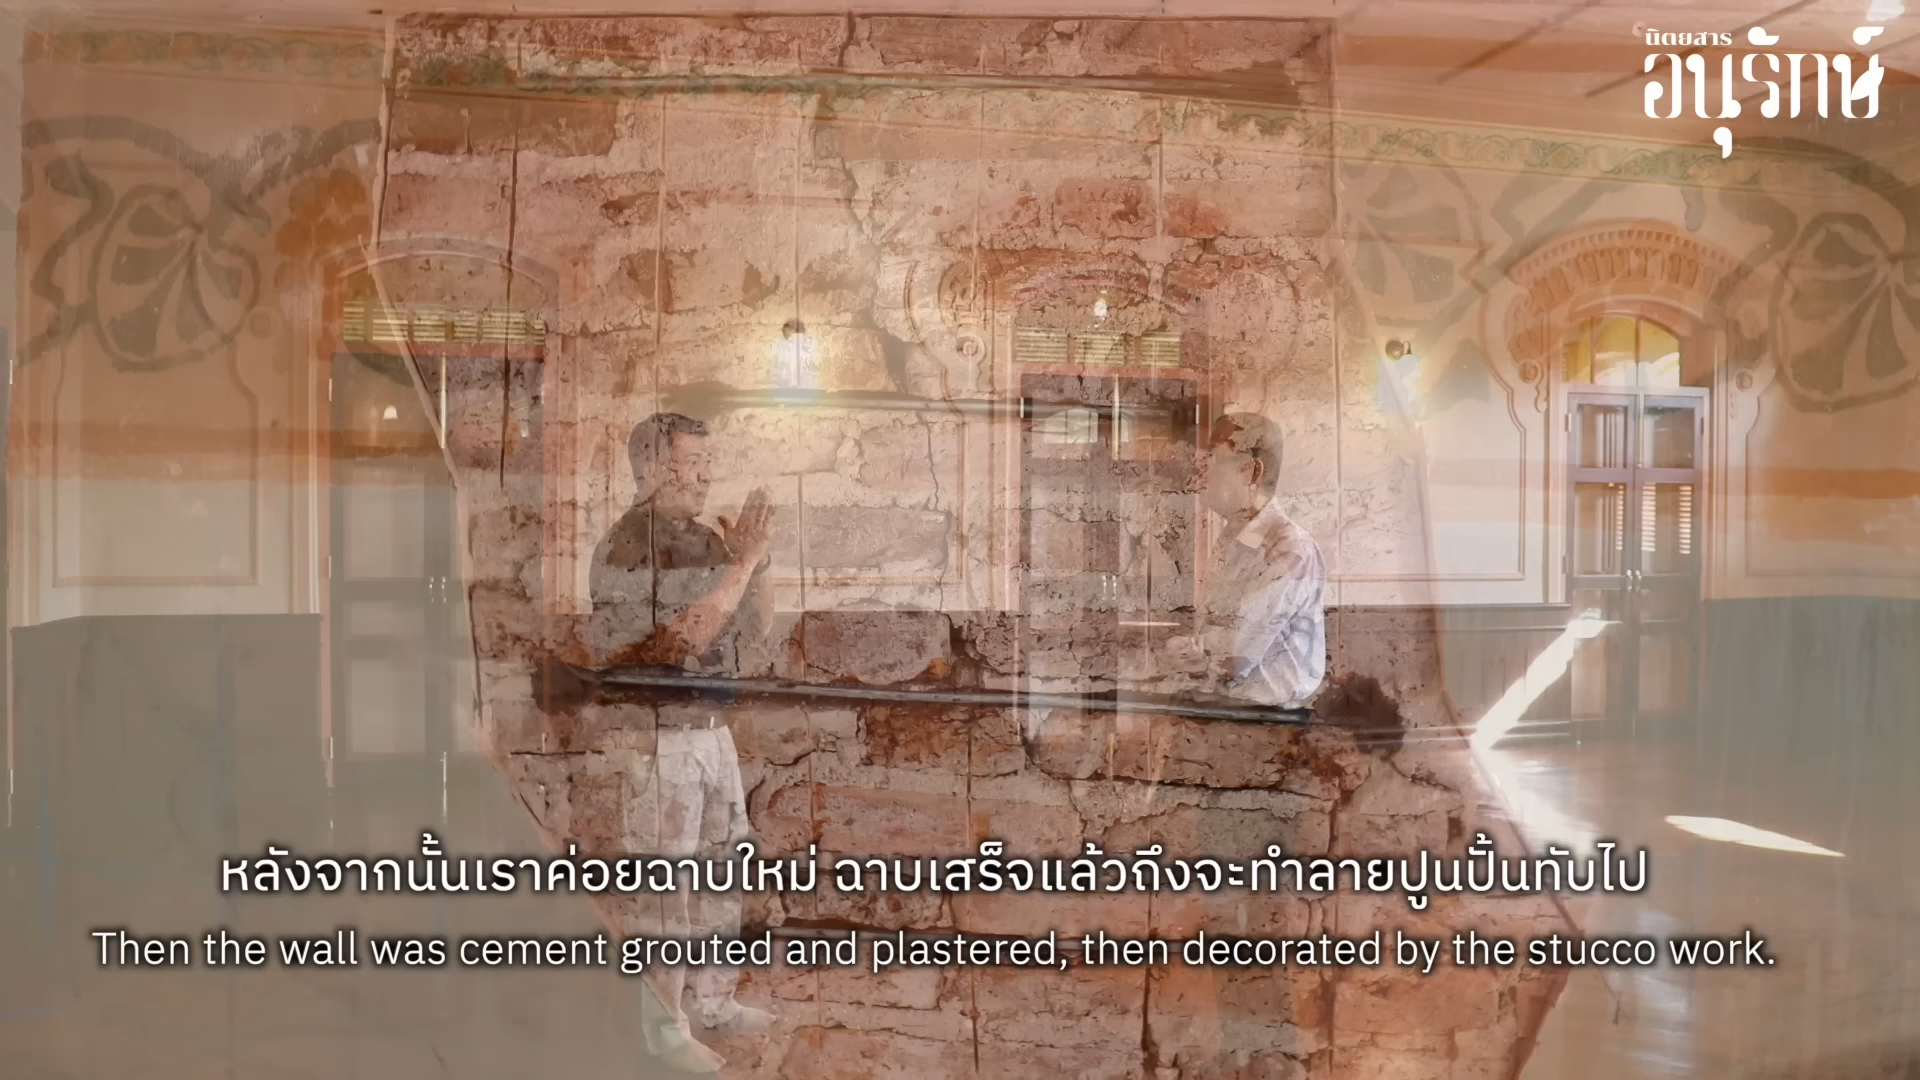 นิตยสาร
อนุรักษ์
หลังจากนั้นเราค่อยฉาบใหม่ ฉาบเสร็จแล้วถึงจะทำลายปูนปั้นทับไป
Then the wall was cement grouted and plastered, then decorated by the stucco work.